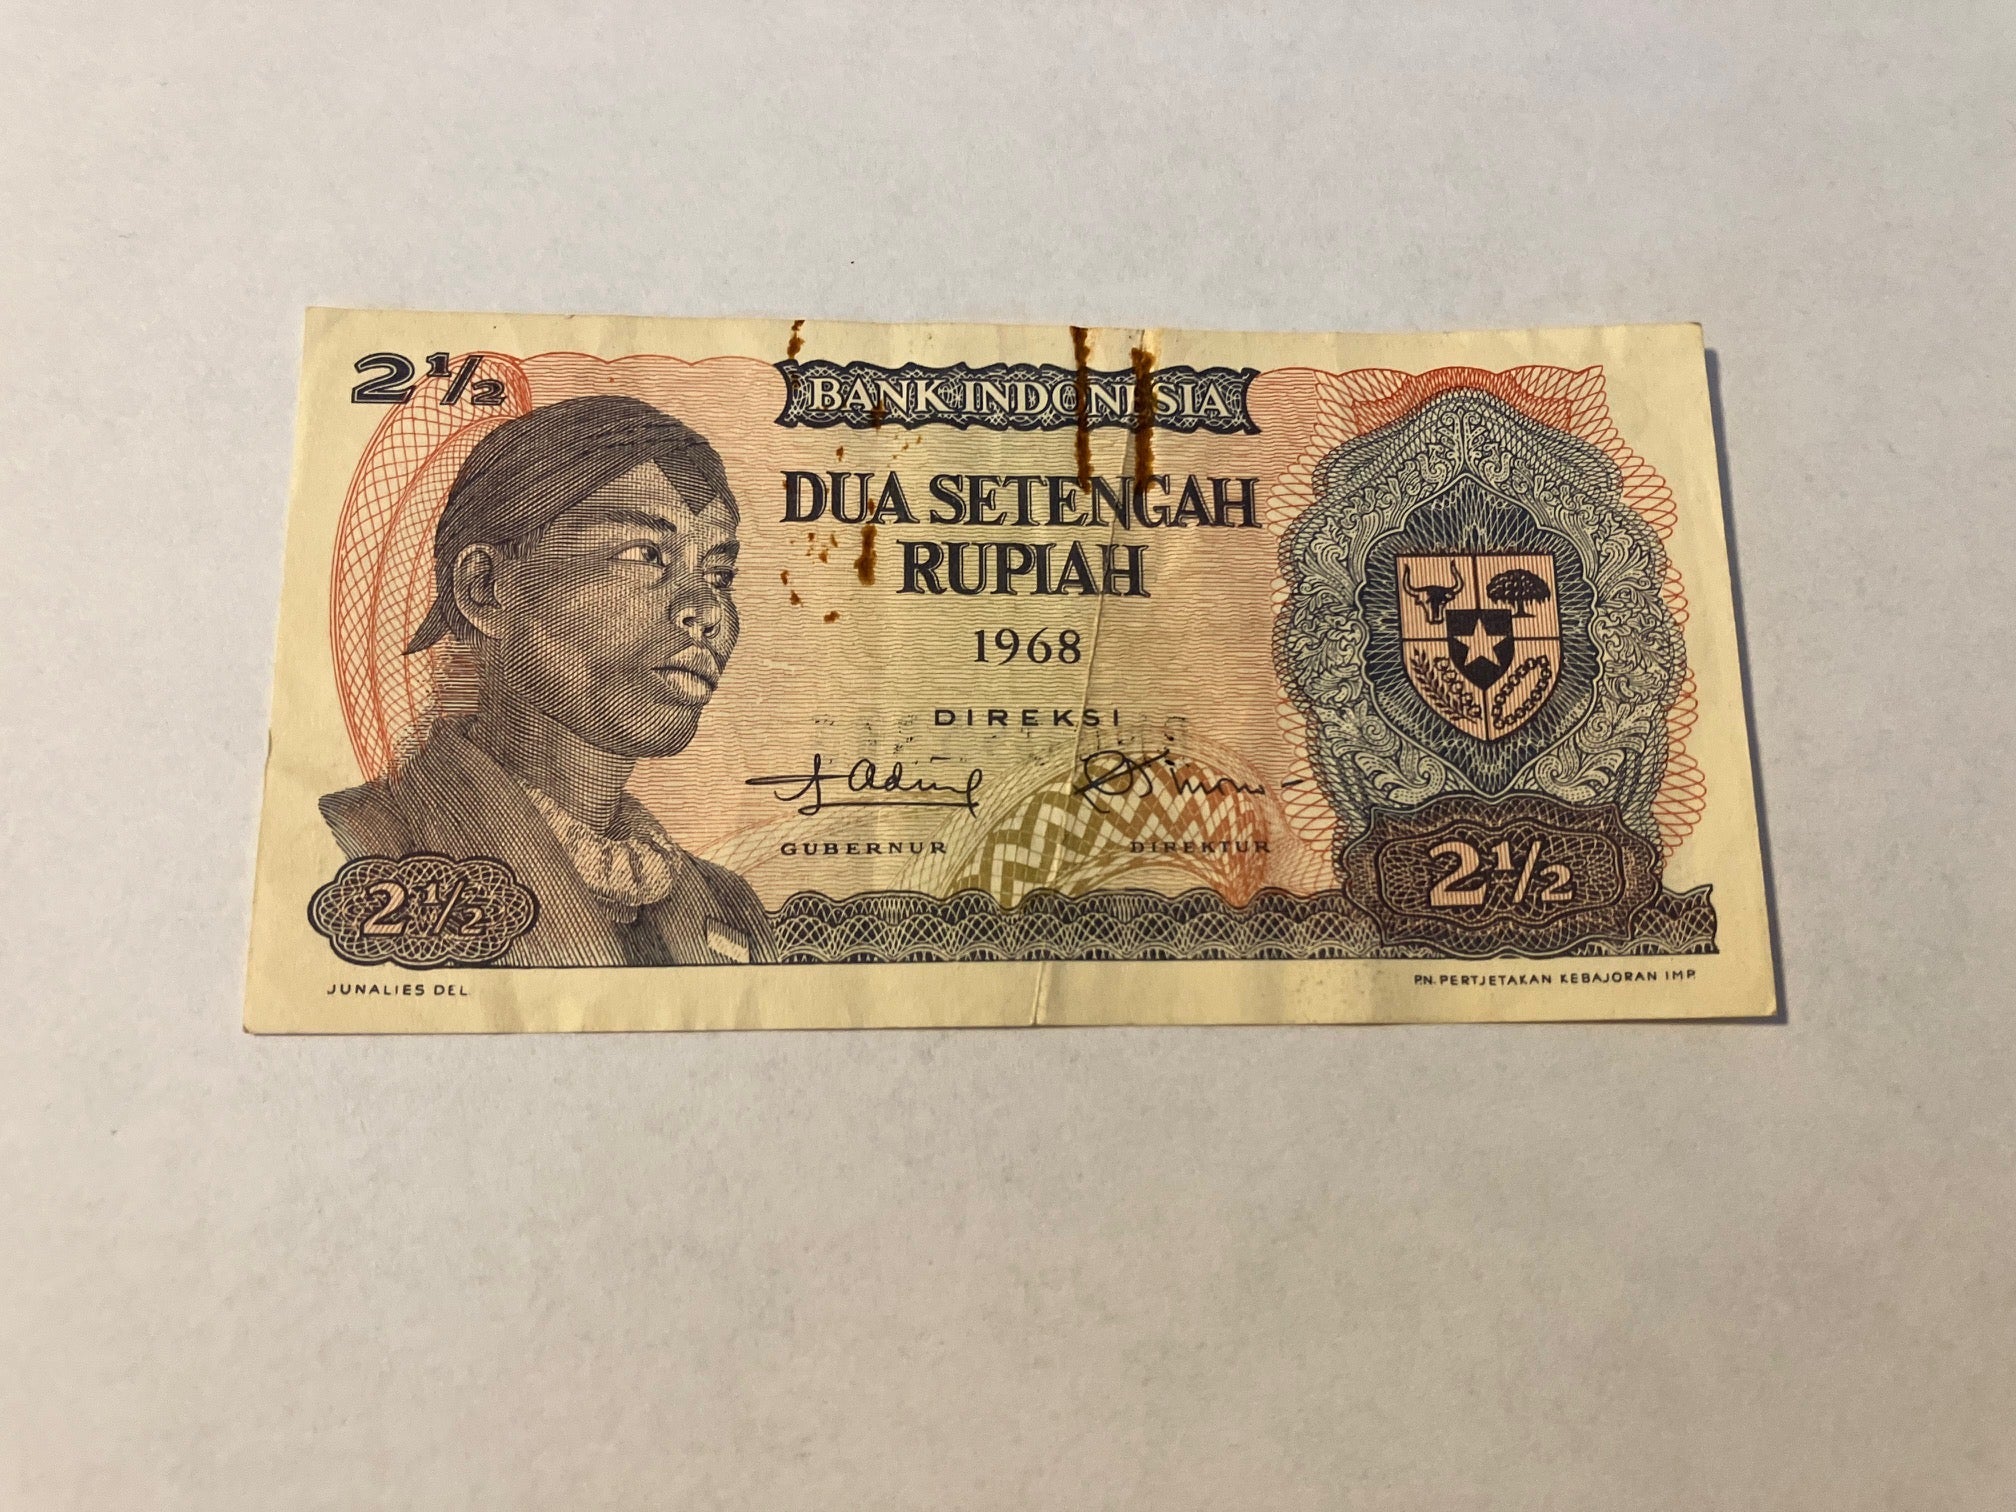 2½
BANK INDONESIA
DUA SETENGAH
RUPIAH
1968
DIREKSI
GUBERNUR
DIREKTUR
2½
2½
JUNALIES DEL.
P.N. PERTJETAKAN KEBAJORAN IMP.